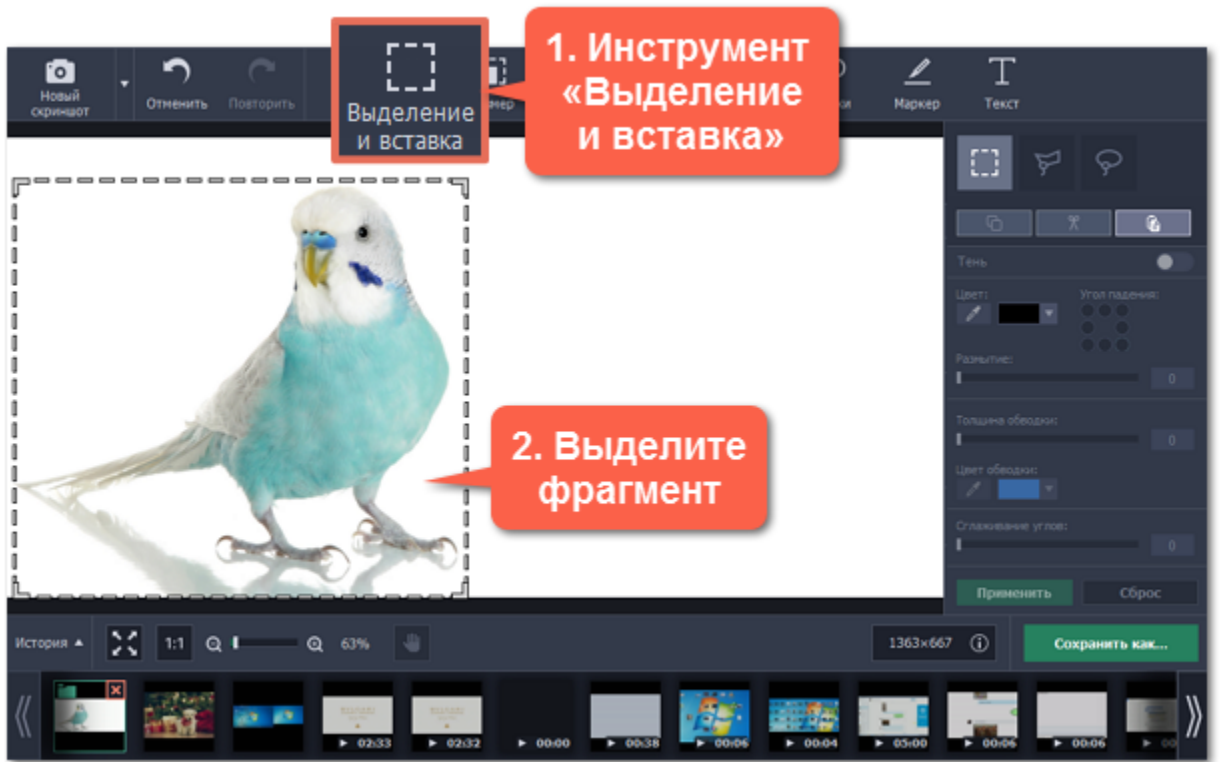 Новый
скриншот
Отменить
Повторить
Выделение
и вставка
1. Инструмент
«Выделение
и вставка»
Маркер
Текст
Тень
Цвет:
Угол падения:
Размытие:
0
Толщина обводки:
0
Цвет обводки:
Сглаживание углов:
0
2. Выделите
фрагмент
Применить
Сброс
История
1:1
63%
1363×667
Сохранить как...
02:33
02:32
00:00
00:38
00:06
00:04
05:00
00:06
00:06